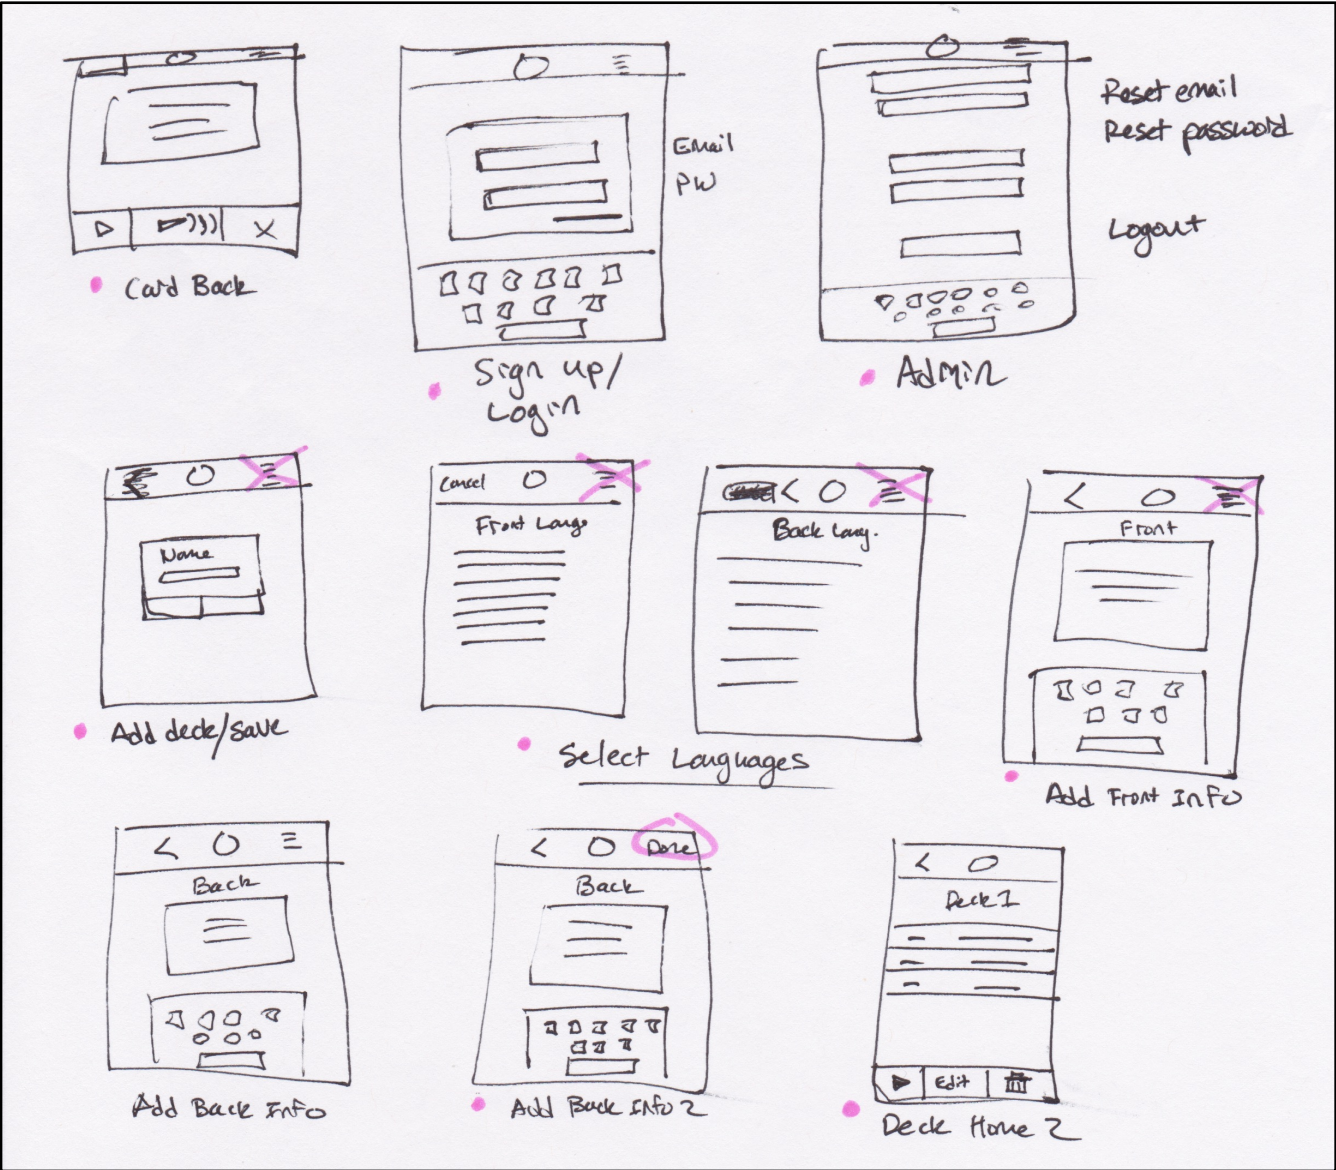 Card Back
Email
PW
Sign up/
Login
Reset email
Reset password
Logout
Admin
Name
Add deck/save
Cancel
Front Lang
Back Lang.
Select Languages
Front
Add Front Info
Back
Add Back Info
Done
Back
Add Back Info 2
Deck 1
Edit
Deck Home 2